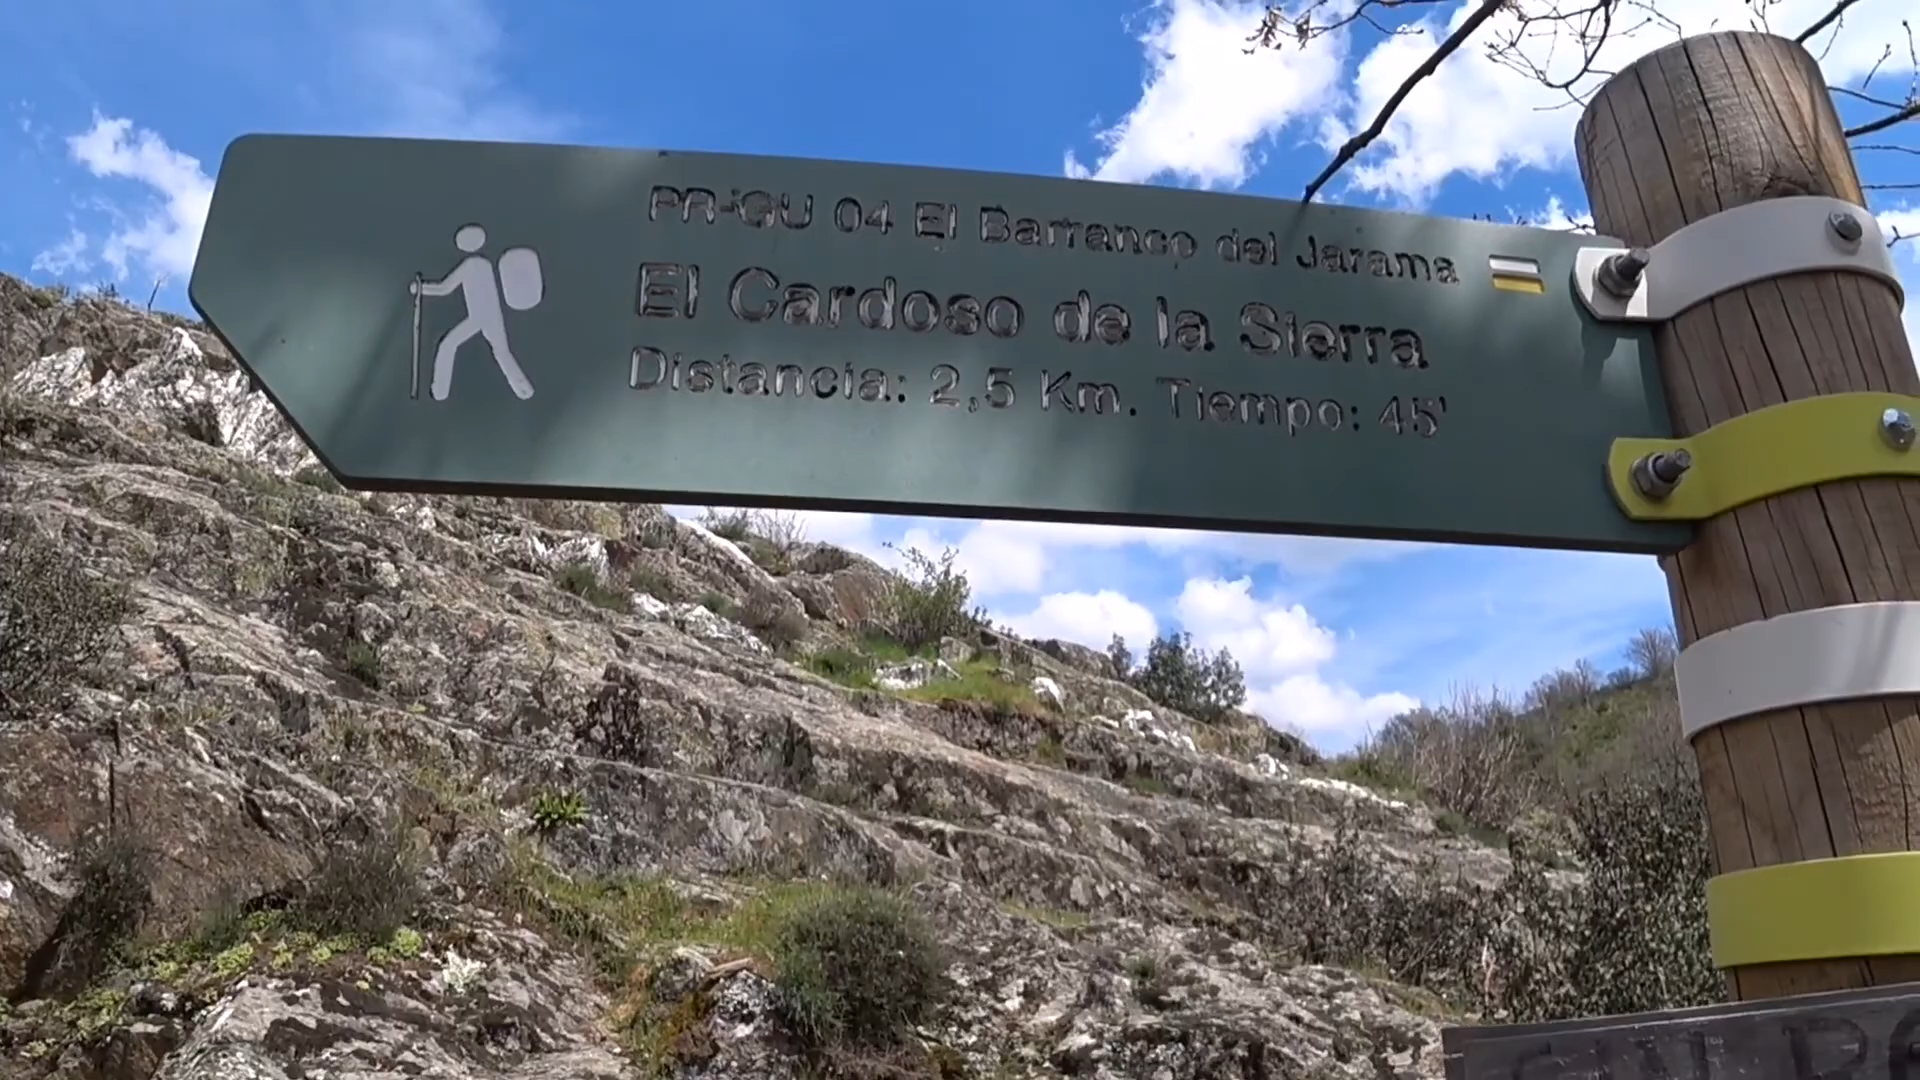 PR-GU 04 El Barranco del Jarama
El Cardoso de la Sierra
Distancia: 2,5 Km. Tiempo: 45'